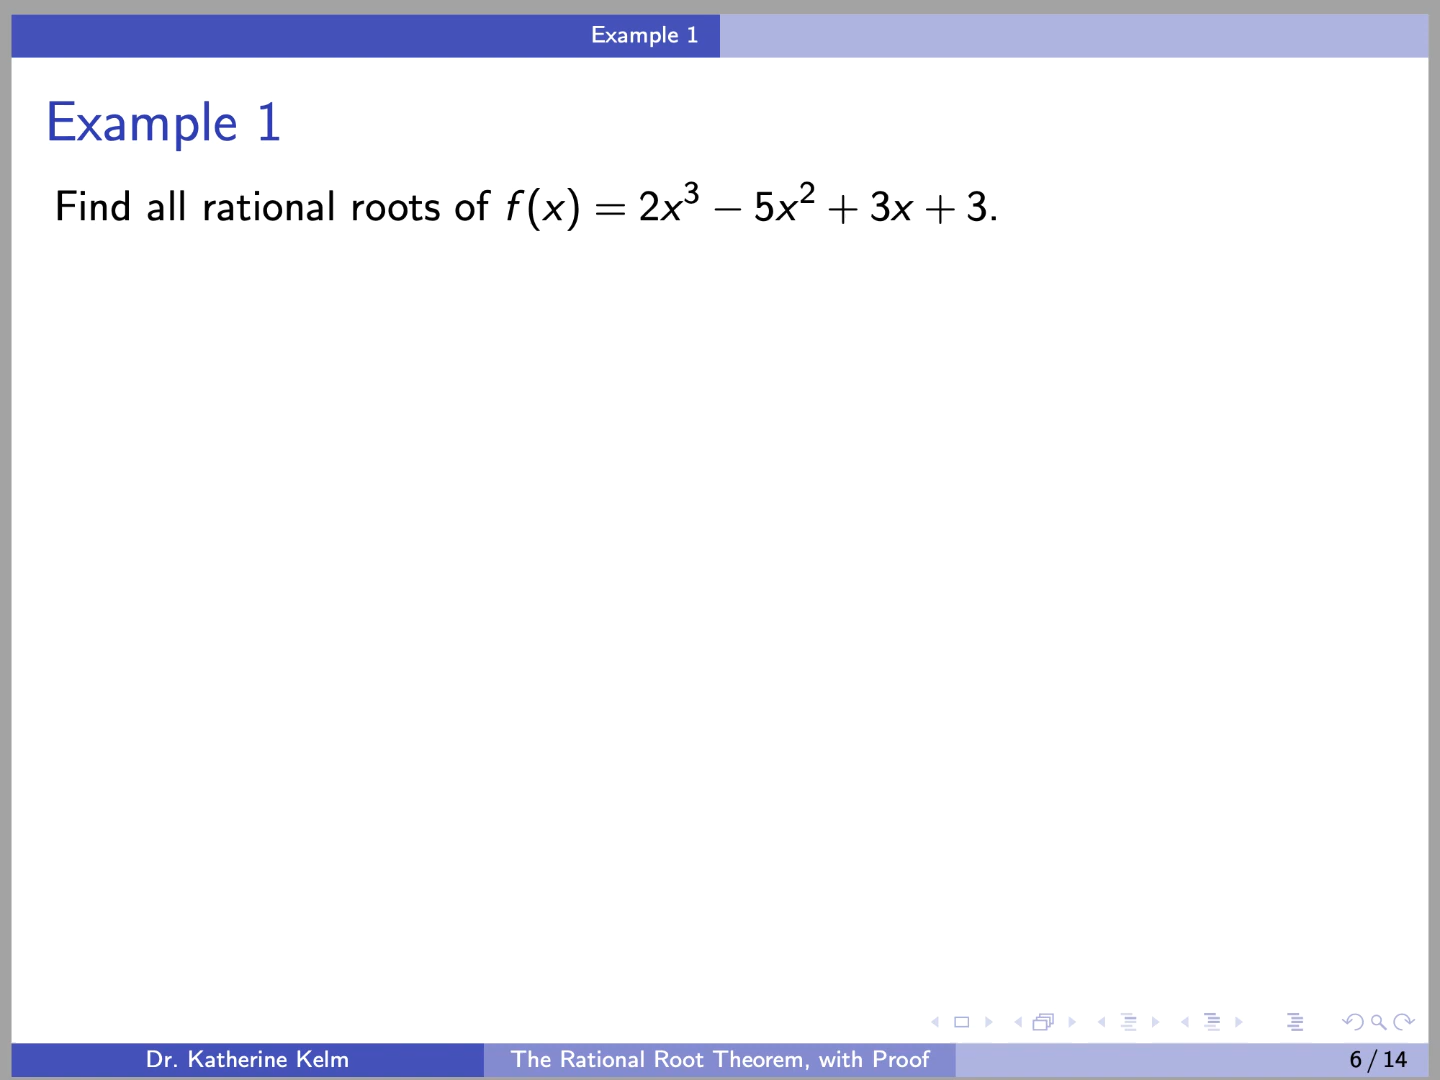 Example 1
Example 1
Find all rational roots of f(x) = 2x³ − 5x² + 3x + 3.
Dr. Katherine Kelm
The Rational Root Theorem, with Proof
6 / 14